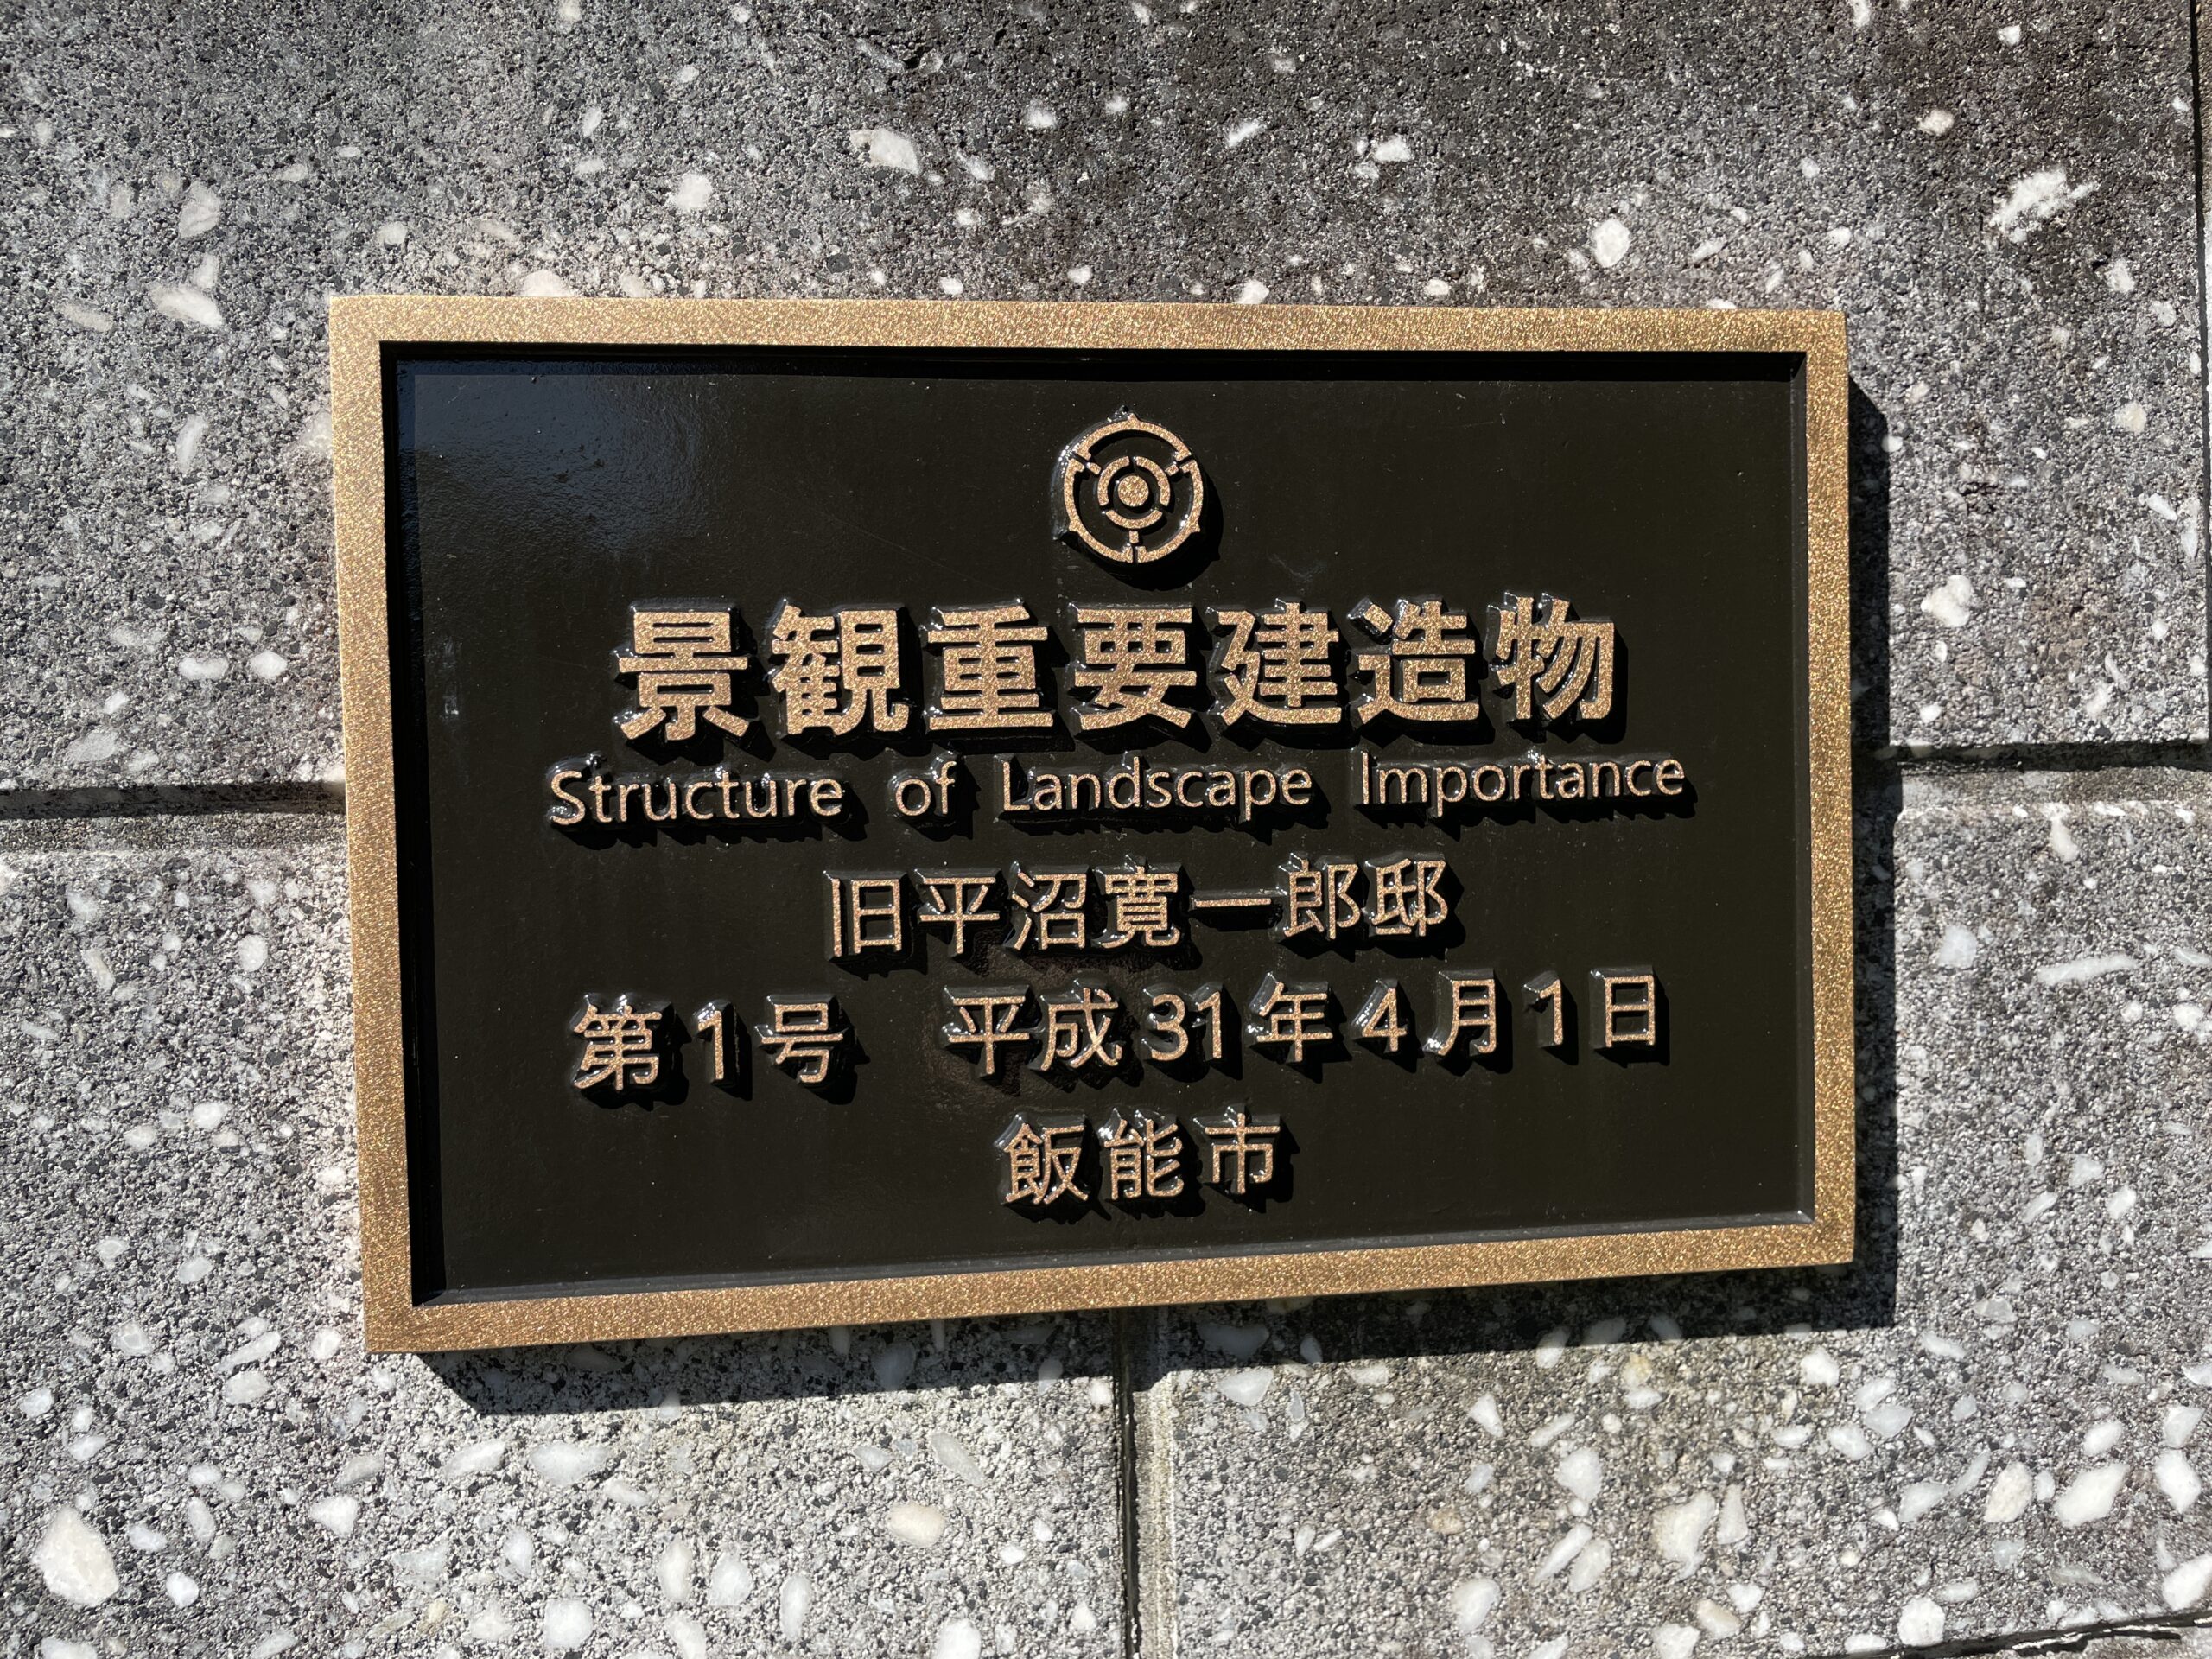 景観重要建造物
Structure of Landscape Importance
旧平沼寛一郎邸
第1号　平成31年4月1日
飯能市